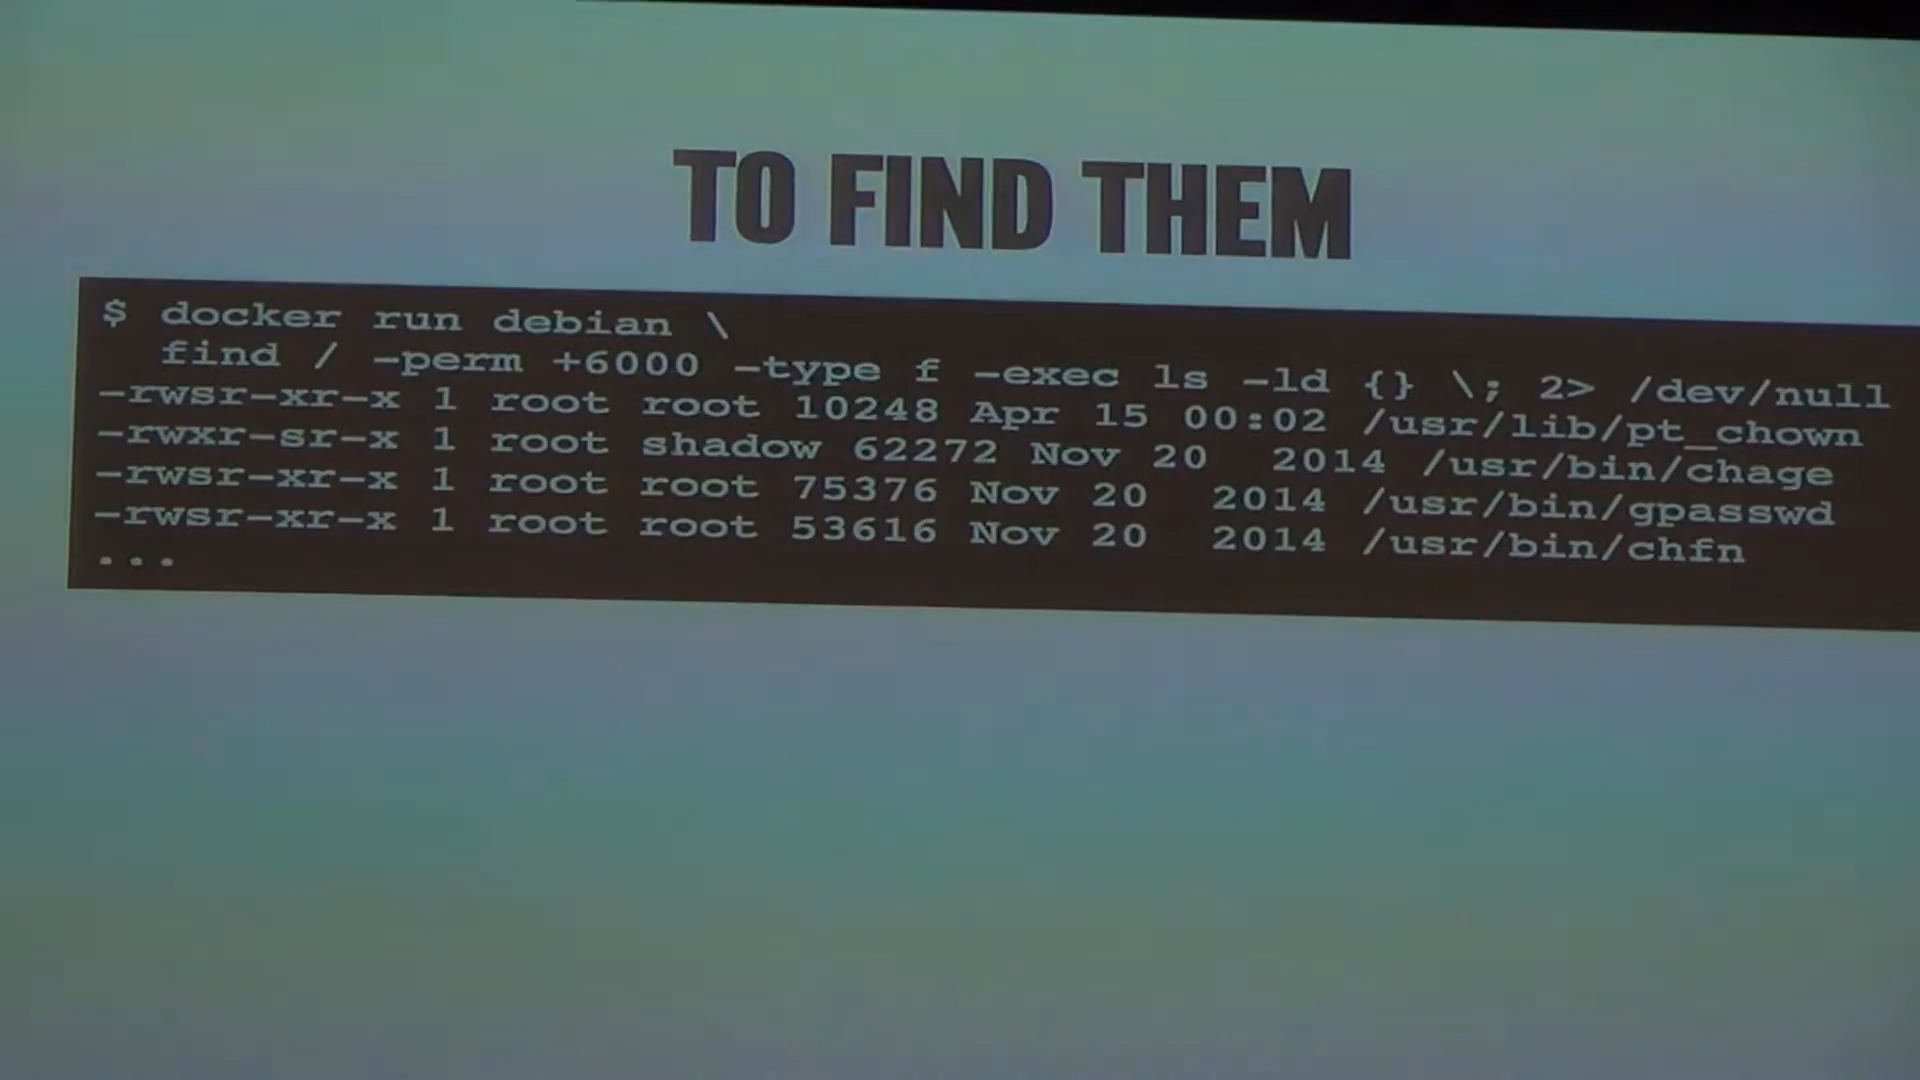 TO FIND THEM
$ docker run debian \
find / -perm +6000 -type f -exec ls -ld {} \; 2> /dev/null
-rwsr-xr-x 1 root root 10248 Apr 15 00:02 /usr/lib/pt_chown
-rwxr-sr-x 1 root shadow 62272 Nov 20 2014 /usr/bin/chage
-rwsr-xr-x 1 root root 75376 Nov 20 2014 /usr/bin/gpasswd
-rwsr-xr-x 1 root root 53616 Nov 20 2014 /usr/bin/chfn
...